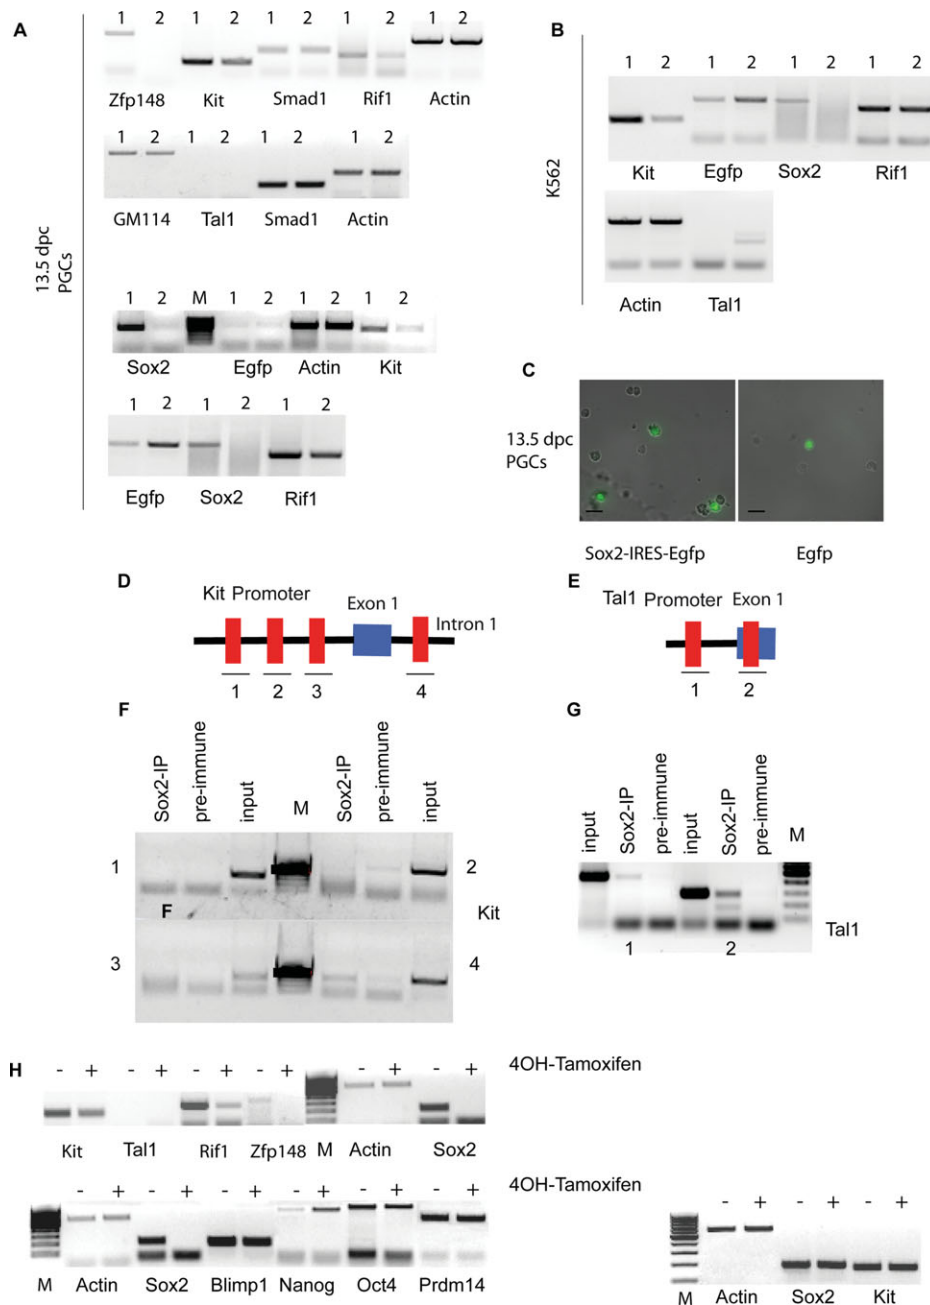 A
1 2 1 2 1 2 1 2 1 2
Zfp148 Kit Smad1 Rif1 Actin
1 2 1 2 1 2 1 2
GM114 Tal1 Smad1 Actin
13.5 dpc
PGCs
1 2 M 1 2 1 2 1 2
Sox2 Egfp Actin Kit
1 2 1 2 1 2
Egfp Sox2 Rif1
B
1 2 1 2 1 2 1 2
Kit Egfp Sox2 Rif1
K562
Actin Tal1
C
13.5 dpc
PGCs
Sox2-IRES-Egfp Egfp
D
Kit Promoter
Exon 1
Intron 1
1 2 3 4
E
Tal1 Promoter Exon 1
1 2
F
Sox2-IP pre-immune input M Sox2-IP pre-immune input
1 2
F
Kit
3 4
G
input Sox2-IP pre-immune input Sox2-IP pre-immune M
Tal1
1 2
H
- + - + - + - + - + - +
4OH-Tamoxifen
Kit Tal1 Rif1 Zfp148 M Actin Sox2
- + - + - + - + - + - +
4OH-Tamoxifen
M Actin Sox2 Blimp1 Nanog Oct4 Prdm14
- + - + - +
M Actin Sox2 Kit